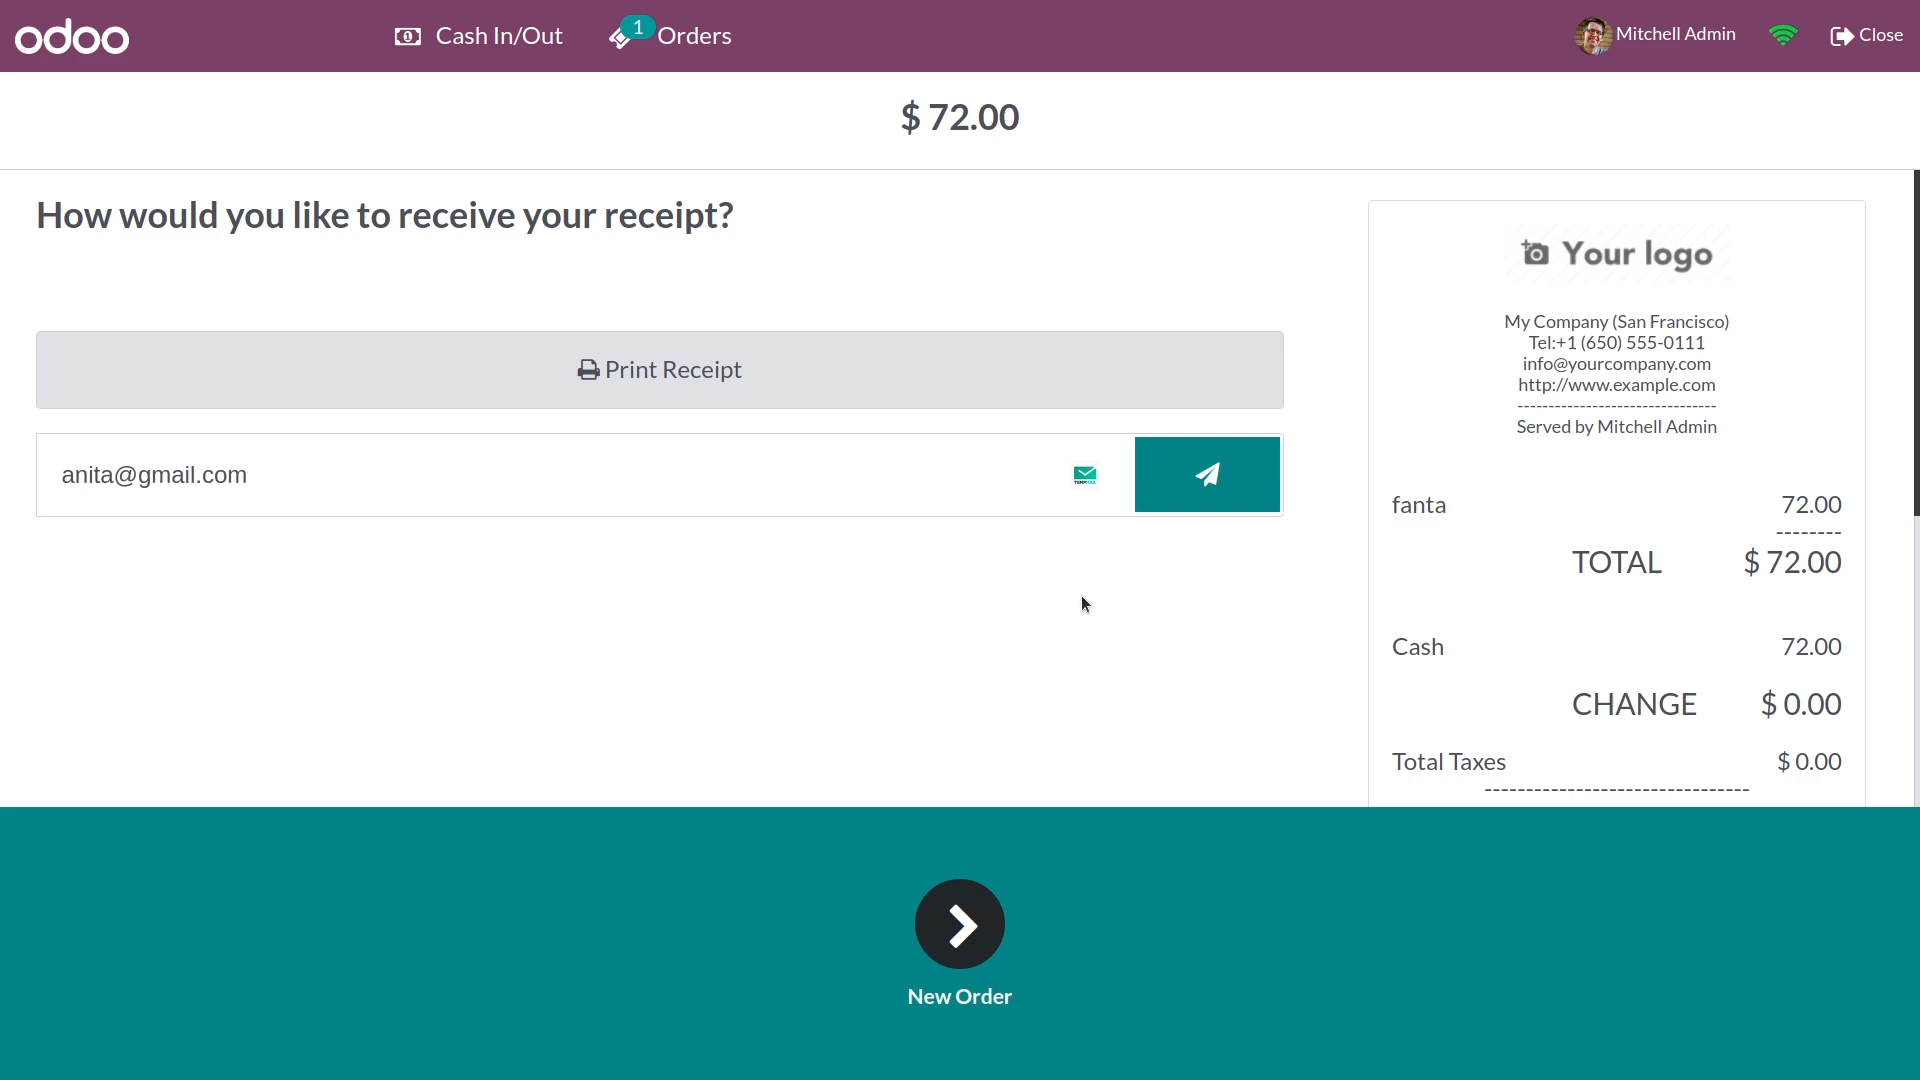 odoo
Cash In/Out
1
Orders
Mitchell Admin
Close
$ 72.00
How would you like to receive your receipt?
Print Receipt
anita@gmail.com
Your logo
My Company (San Francisco)
Tel:+1 (650) 555-0111
info@yourcompany.com
http://www.example.com
--------------------------------
Served by Mitchell Admin
fanta 72.00
--------
TOTAL $ 72.00
Cash 72.00
CHANGE $ 0.00
Total Taxes $ 0.00
--------------------------------
New Order